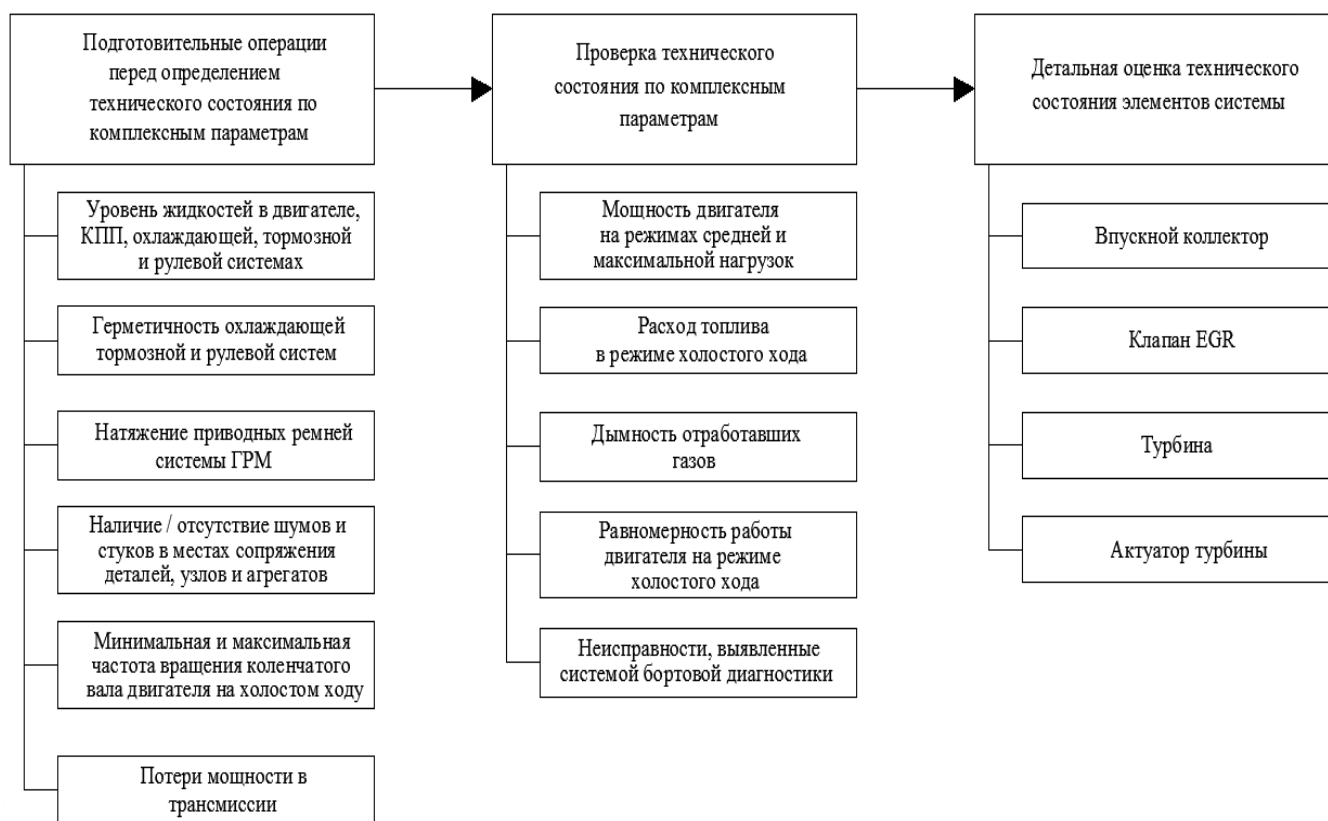 Подготовительные операции
перед определением
технического состояния по
комплексным параметрам
Уровень жидкостей в двигателе,
КПП, охлаждающей, тормозной
и рулевой системах
Герметичность охлаждающей
тормозной и рулевой систем
Натяжение приводных ремней
системы ГРМ
Наличие / отсутствие шумов и
стуков в местах сопряжения
деталей, узлов и агрегатов
Минимальная и максимальная
частота вращения коленчатого
вала двигателя на холостом ходу
Потери мощности в
трансмиссии
Проверка технического
состояния по комплексным
параметрам
Мощность двигателя
на режимах средней и
максимальной нагрузок
Расход топлива
в режиме холостого хода
Дымность отработавших
газов
Равномерность работы
двигателя на режиме
холостого хода
Неисправности, выявленные
системой бортовой диагностики
Детальная оценка технического
состояния элементов системы
Впускной коллектор
Клапан EGR
Турбина
Актуатор турбины